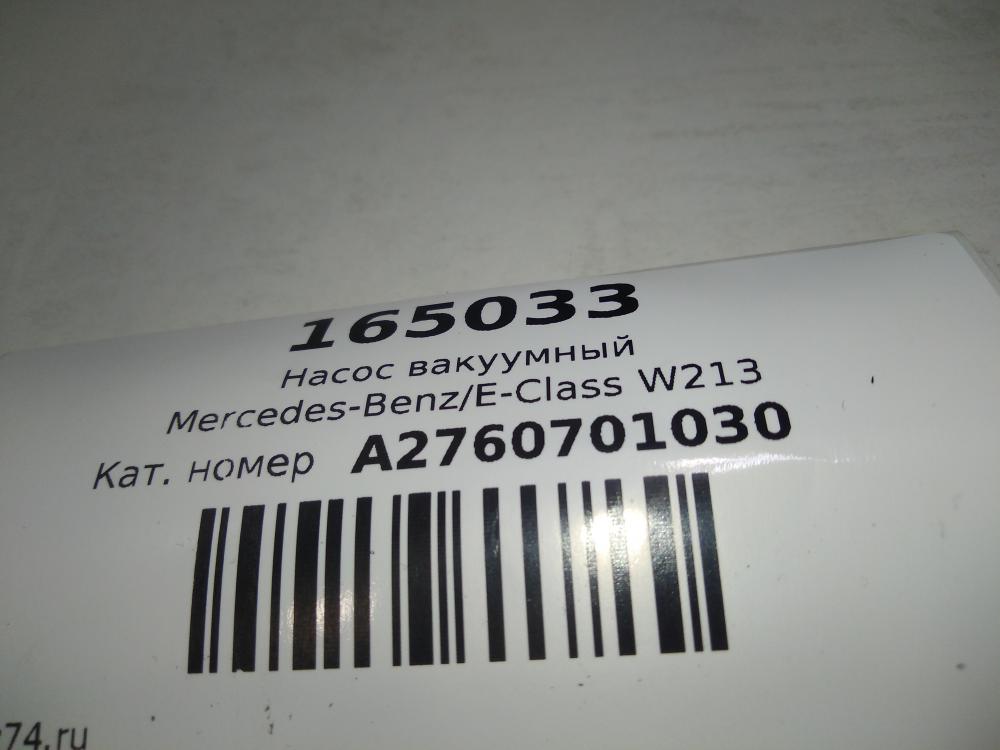 165033
Насос вакуумный
Mercedes-Benz/E-Class W213
Кат. номер A2760701030
74.ru